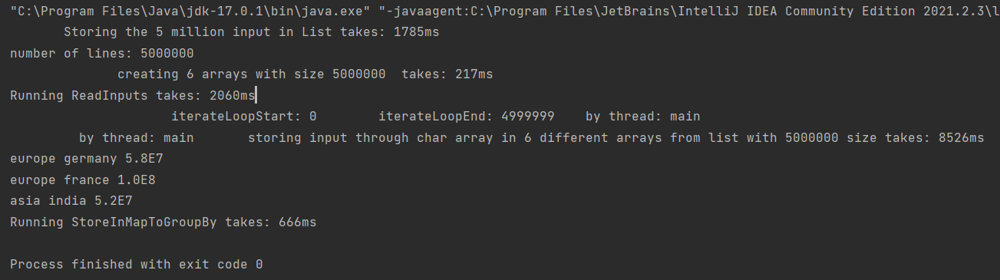 "C:\Program Files\Java\jdk-17.0.1\bin\java.exe" "-javaagent:C:\Program Files\JetBrains\IntelliJ IDEA Community Edition 2021.2.3\l
Storing the 5 million input in List takes: 1785ms
number of lines: 5000000
creating 6 arrays with size 5000000  takes: 217ms
Running ReadInputs takes: 2060ms
iterateLoopStart: 0        iterateLoopEnd: 4999999    by thread: main
by thread: main       storing input through char array in 6 different arrays from list with 5000000 size takes: 8526ms
europe germany 5.8E7
europe france 1.0E8
asia india 5.2E7
Running StoreInMapToGroupBy takes: 666ms
Process finished with exit code 0